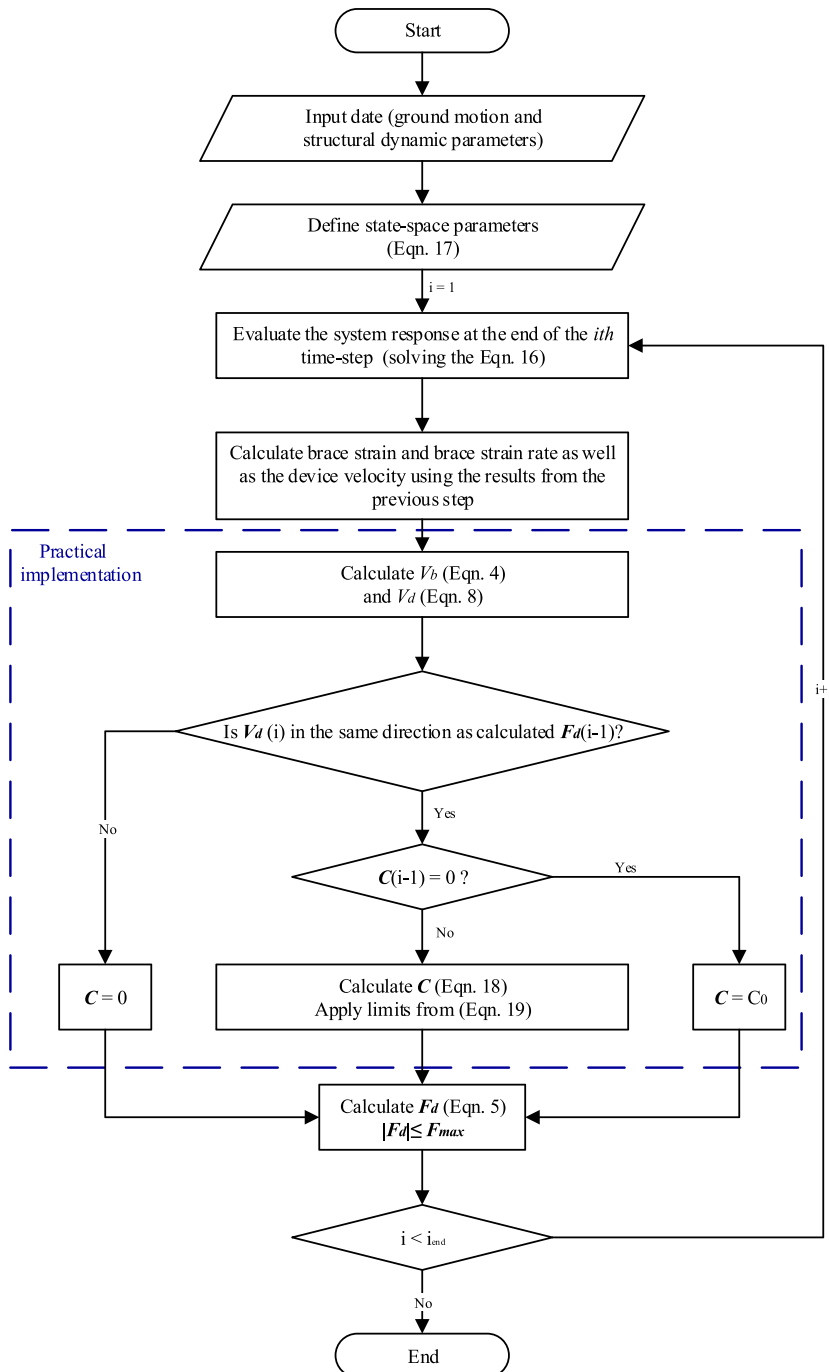 Start
Input date (ground motion and
structural dynamic parameters)
Define state-space parameters
(Eqn. 17)
i = 1
Evaluate the system response at the end of the ith
time-step (solving the Eqn. 16)
Calculate brace strain and brace strain rate as well
as the device velocity using the results from the
previous step
Practical
implementation
Calculate Vb (Eqn. 4)
and Vd (Eqn. 8)
i+
Is Vd (i) in the same direction as calculated Fd(i-1)?
No
Yes
C(i-1) = 0 ?
Yes
No
C = 0
Calculate C (Eqn. 18)
Apply limits from (Eqn. 19)
C = C0
Calculate Fd (Eqn. 5)
|Fd|≤ Fmax
i < iend
No
End